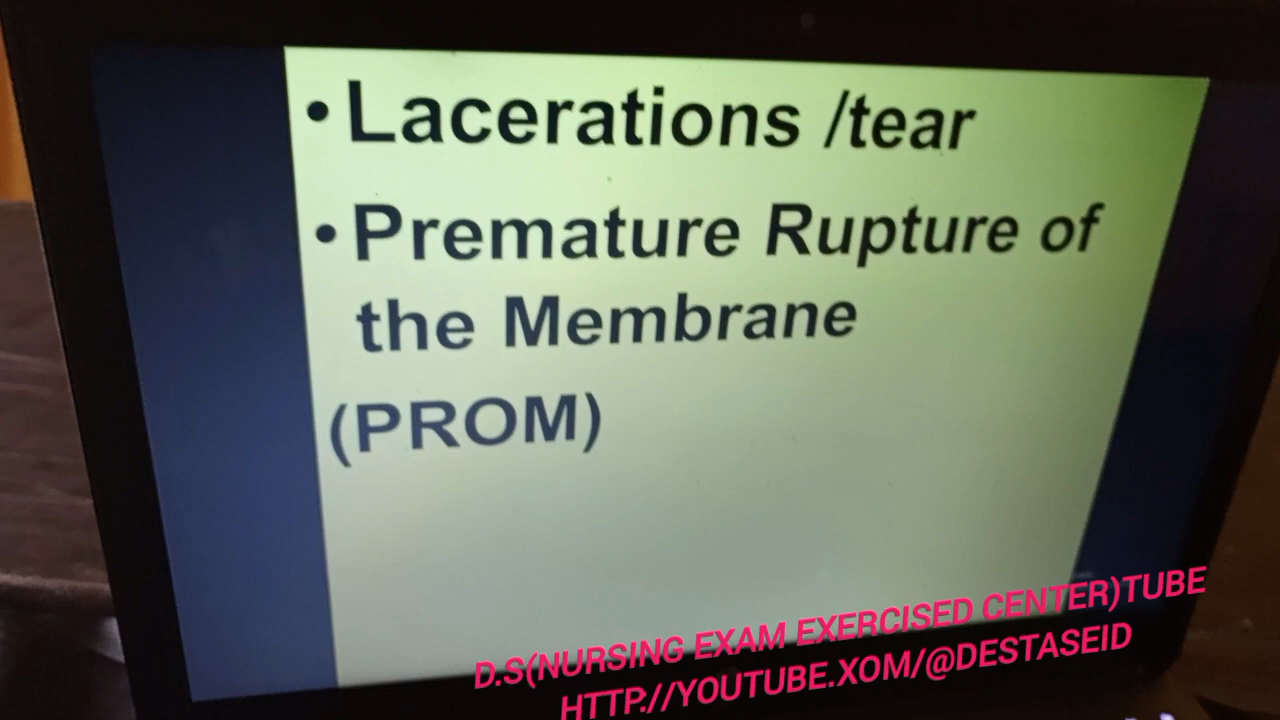 • Lacerations /tear
• Premature Rupture of
the Membrane
(PROM)
D.S(NURSING EXAM EXERCISED CENTER)TUBE
HTTP.//YOUTUBE.XOM/@DESTASEID